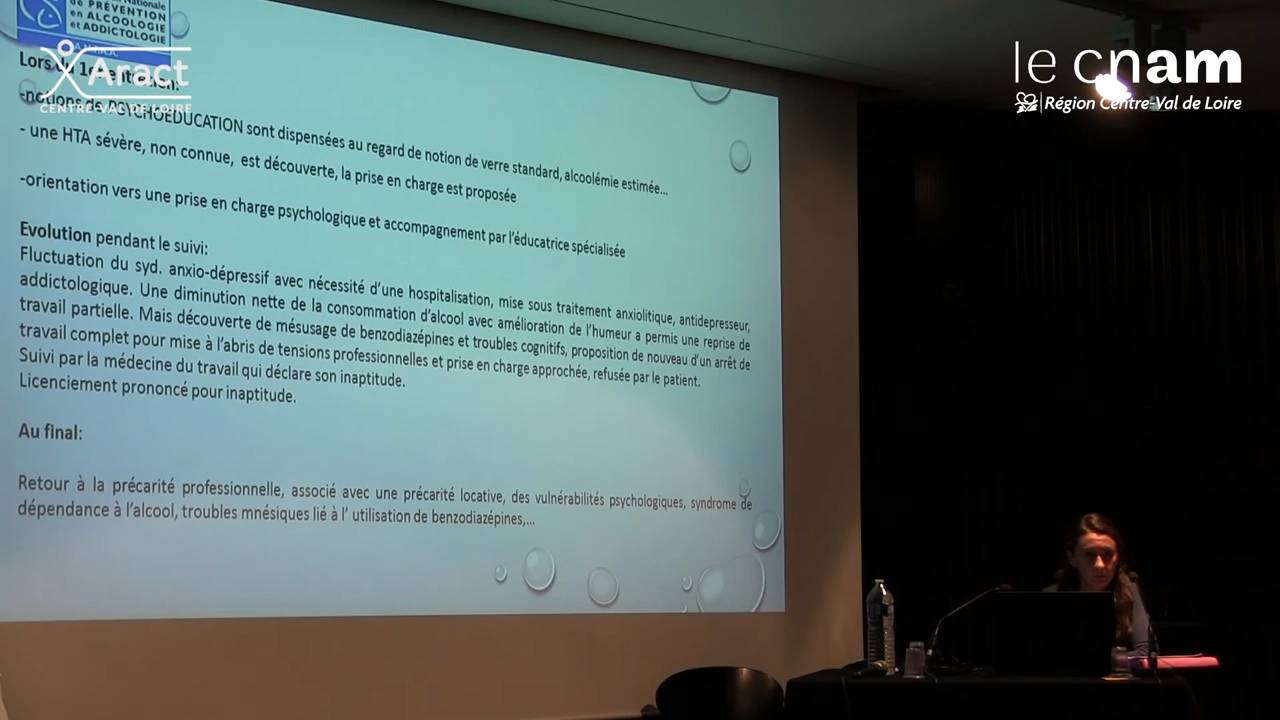 Nationale
de PRÉVENTION
en ALCOOLOGIE
et ADDICTOLOGIE
Aract
CENTRE-VAL DE LOIRE
le cnam
Région Centre-Val de Loire
Lors du 1er entretien:
-notions de PSYCHOEDUCATION sont dispensées au regard de notion de verre standard, alcoolémie estimée...
- une HTA sévère, non connue, est découverte, la prise en charge est proposée
-orientation vers une prise en charge psychologique et accompagnement par l'éducatrice spécialisée
Evolution pendant le suivi:
Fluctuation du syd. anxio-dépressif avec nécessité d'une hospitalisation, mise sous traitement anxiolitique, antidepresseur,
addictologique. Une diminution nette de la consommation d'alcool avec amélioration de l'humeur a permis une reprise de
travail partielle. Mais découverte de mésusage de benzodiazépines et troubles cognitifs, proposition de nouveau d'un arrêt de
travail complet pour mise à l'abris de tensions professionnelles et prise en charge approchée, refusée par le patient.
Suivi par la médecine du travail qui déclare son inaptitude.
Licenciement prononcé pour inaptitude.
Au final:
Retour à la précarité professionnelle, associé avec une précarité locative, des vulnérabilités psychologiques, syndrome de
dépendance à l'alcool, troubles mnésiques lié à l' utilisation de benzodiazépines,...